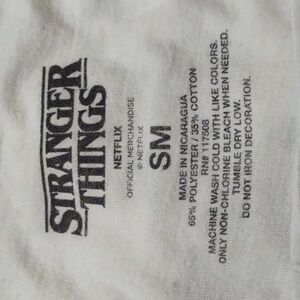 STRANGER
THINGS
NETFLIX
OFFICIAL MERCHANDISE
© NETFLIX
SM
MADE IN NICARAGUA
65% POLYESTER / 35% COTTON
RN# 117508
MACHINE WASH COLD WITH LIKE COLORS.
ONLY NON-CHLORINE BLEACH WHEN NEEDED.
TUMBLE DRY LOW.
DO NOT IRON DECORATION.